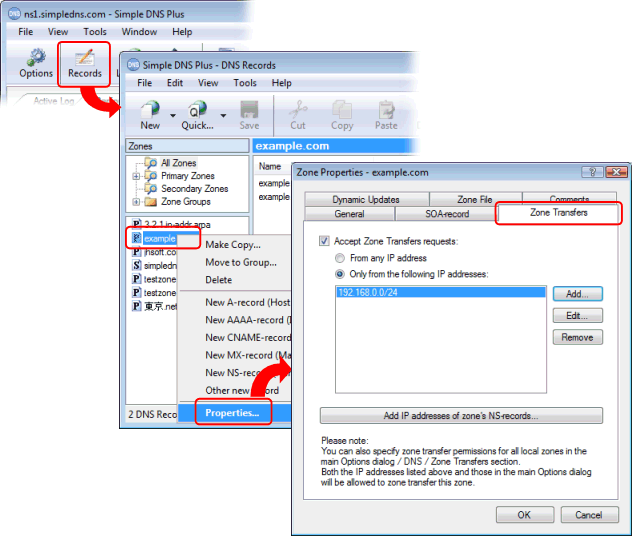 ns1.simpledns.com - Simple DNS Plus
File View Tools Window Help
Options Records
Active Log
Simple DNS Plus - DNS Records
File Edit View Tools Help
New Quick... Save Cut Copy Paste
Zones
All Zones
Primary Zones
Secondary Zones
Zone Groups
example.com
Name
example
example
2.2.1.in-addr.arpa
example
jhsoft.co
simpledn
testzone
testzone
東京.net
2 DNS Reco
Make Copy...
Move to Group...
Delete
New A-record (Host
New AAAA-record (
New CNAME-record
New MX-record (Ma
New NS-rec
Other new
Properties...
Zone Properties - example.com
Dynamic Updates Zone File Comments
General SOA-record Zone Transfers
Accept Zone Transfers requests:
From any IP address
Only from the following IP addresses:
192.168.0.0/24
Add...
Edit...
Remove
Add IP addresses of zone's NS-records...
Please note:
You can also specify zone transfer permissions for all local zones in the
main Options dialog / DNS / Zone Transfers section.
Both the IP addresses listed above and those in the main Options dialog
will be allowed to zone transfer this zone.
OK Cancel